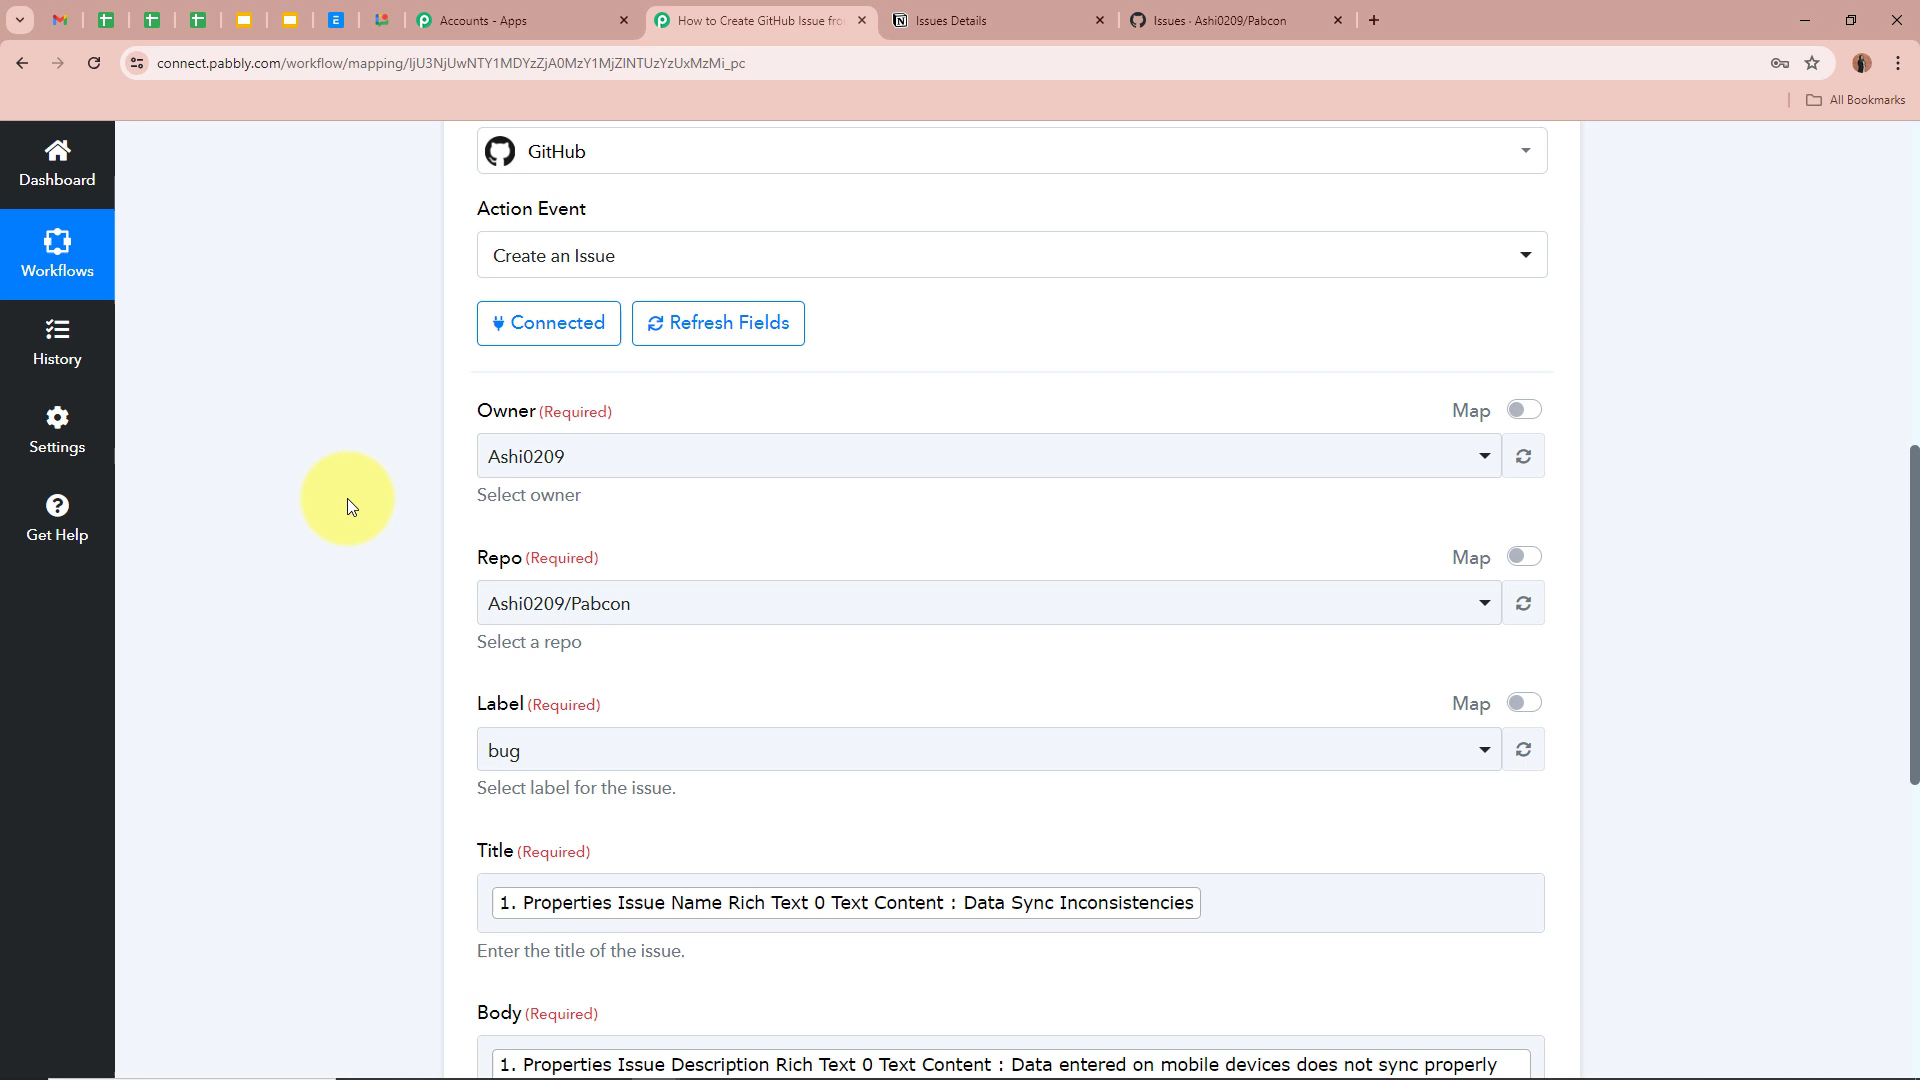 Accounts - Apps
How to Create GitHub Issue fro
Issues Details
Issues · Ashi0209/Pabcon
connect.pabbly.com/workflow/mapping/IjU3NjUwNTY1MDYzZjA0MzY1MjZlNTUzYzUxMzMi_pc
All Bookmarks
Dashboard
Workflows
History
Settings
Get Help
GitHub
Action Event
Create an Issue
Connected
Refresh Fields
Owner (Required)
Map
Ashi0209
Select owner
Repo (Required)
Map
Ashi0209/Pabcon
Select a repo
Label (Required)
Map
bug
Select label for the issue.
Title (Required)
1. Properties Issue Name Rich Text 0 Text Content : Data Sync Inconsistencies
Enter the title of the issue.
Body (Required)
1. Properties Issue Description Rich Text 0 Text Content : Data entered on mobile devices does not sync properly